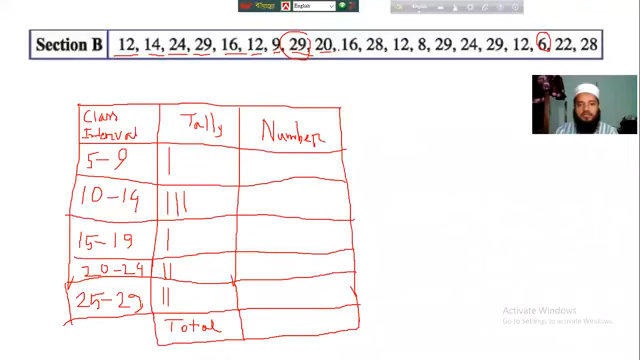 English
Section B 12, 14, 24, 29, 16, 12, 9, 29, 20, 16, 28, 12, 8, 29, 24, 29, 12, 6, 22, 28
Class Interval Tally Number
5-9 |
10-14 |||
15-19 |
20-24 ||
25-29 ||
Total
Activate Windows
Go to Settings to activate Windows.